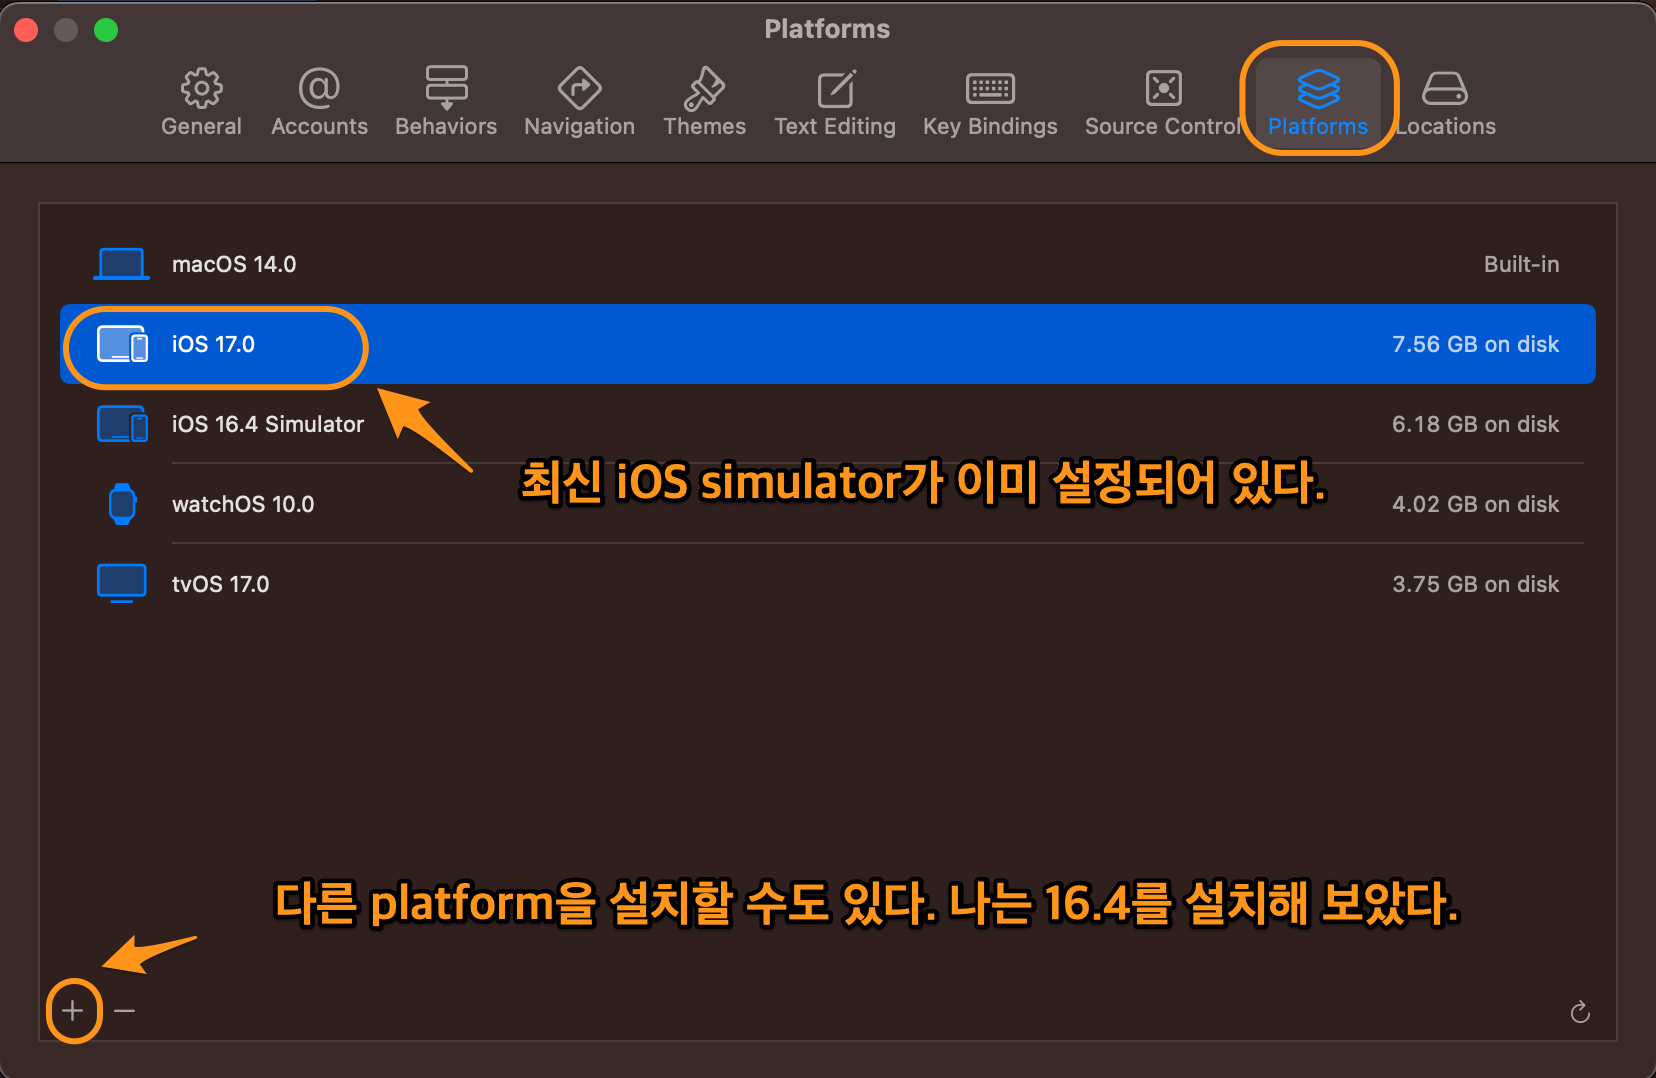 Platforms
General
Accounts
Behaviors
Navigation
Themes
Text Editing
Key Bindings
Source Control
Platforms
Locations
macOS 14.0
Built-in
iOS 17.0
7.56 GB on disk
iOS 16.4 Simulator
6.18 GB on disk
최신 iOS simulator가 이미 설정되어 있다.
watchOS 10.0
4.02 GB on disk
tvOS 17.0
3.75 GB on disk
다른 platform을 설치할 수도 있다. 나는 16.4를 설치해 보았다.